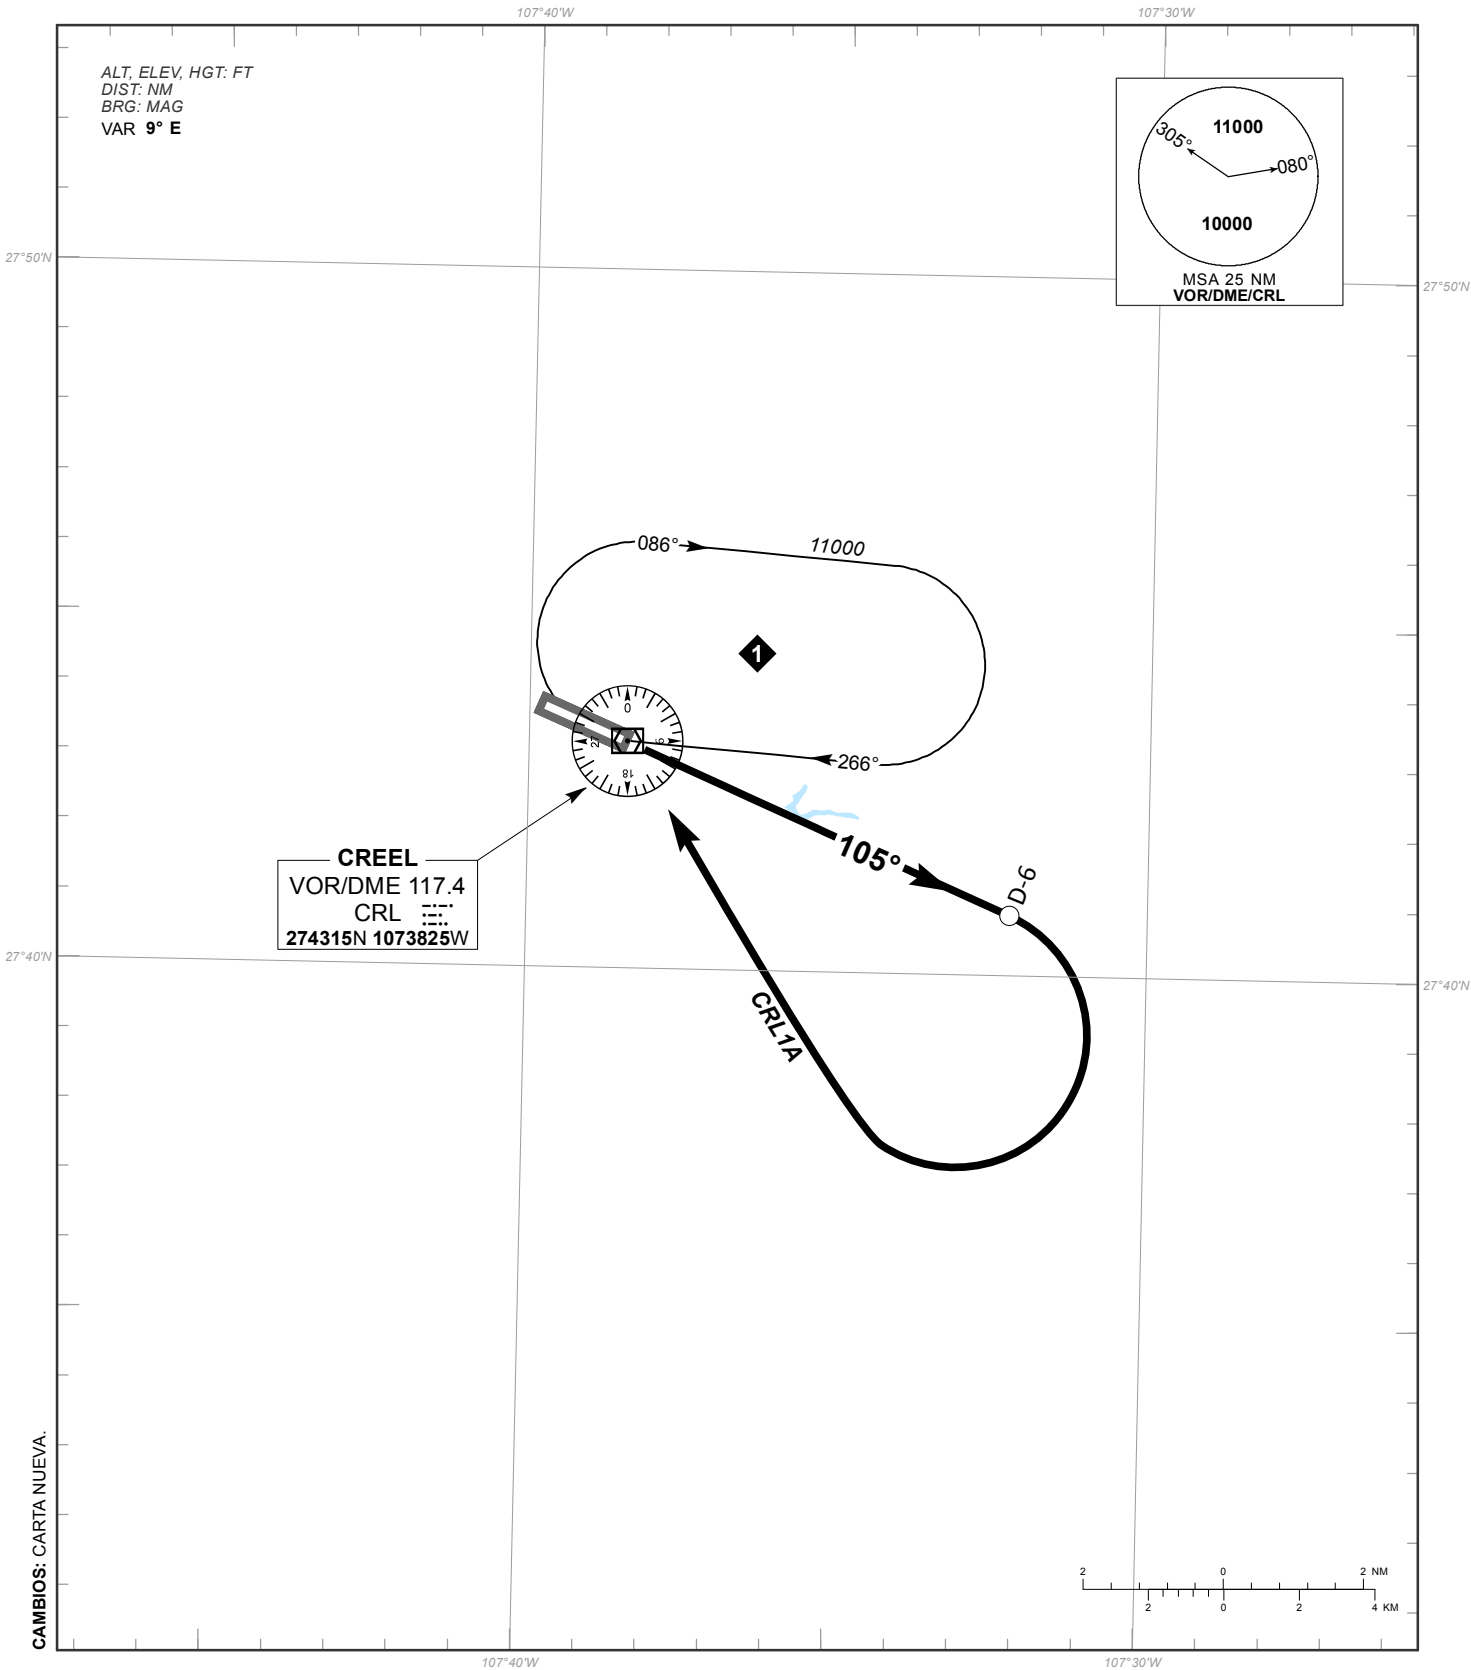 107°40'W
107°30'W
ALT, ELEV, HGT: FT
DIST: NM
BRG: MAG
VAR 9° E
305°
11000
080°
10000
MSA 25 NM
VOR/DME/CRL
27°50'N
27°50'N
086°
11000
1
0
9
18
27
266°
105°
D-6
CREEL
VOR/DME 117.4
CRL
274315N 1073825W
27°40'N
27°40'N
CRL1A
CAMBIOS: CARTA NUEVA.
2 0 2 NM
2 0 2 4 KM
107°40'W
107°30'W